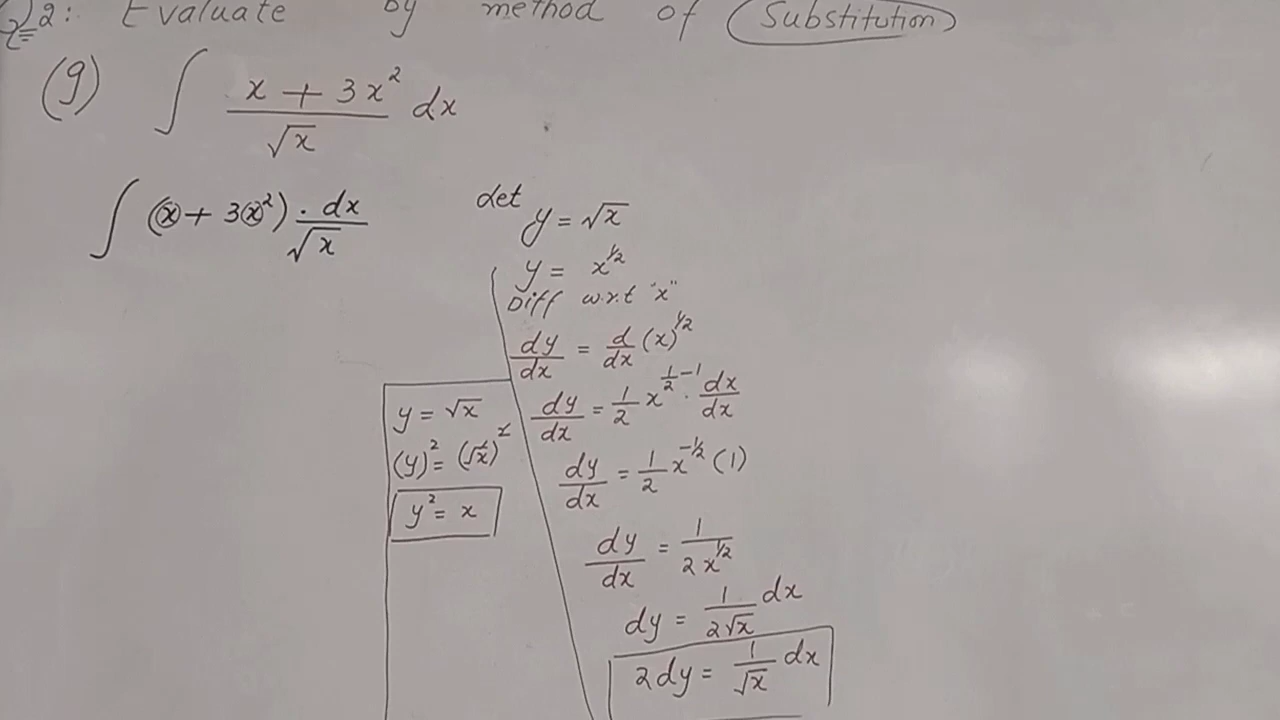 Q2: Evaluate by method of Substitution
(g) ∫ (x + 3x²)/√x dx
∫ (x + 3x²) . dx/√x
Let y = √x
y = x^(1/2)
Diff w.r.t "x"
dy/dx = d/dx (x)^(1/2)
dy/dx = 1/2 x^(1/2 - 1) . dx/dx
dy/dx = 1/2 x^(-1/2) (1)
dy/dx = 1/(2x^(1/2))
dy = 1/(2√x) dx
2dy = 1/√x dx
y = √x
(y)² = (√x)²
y² = x